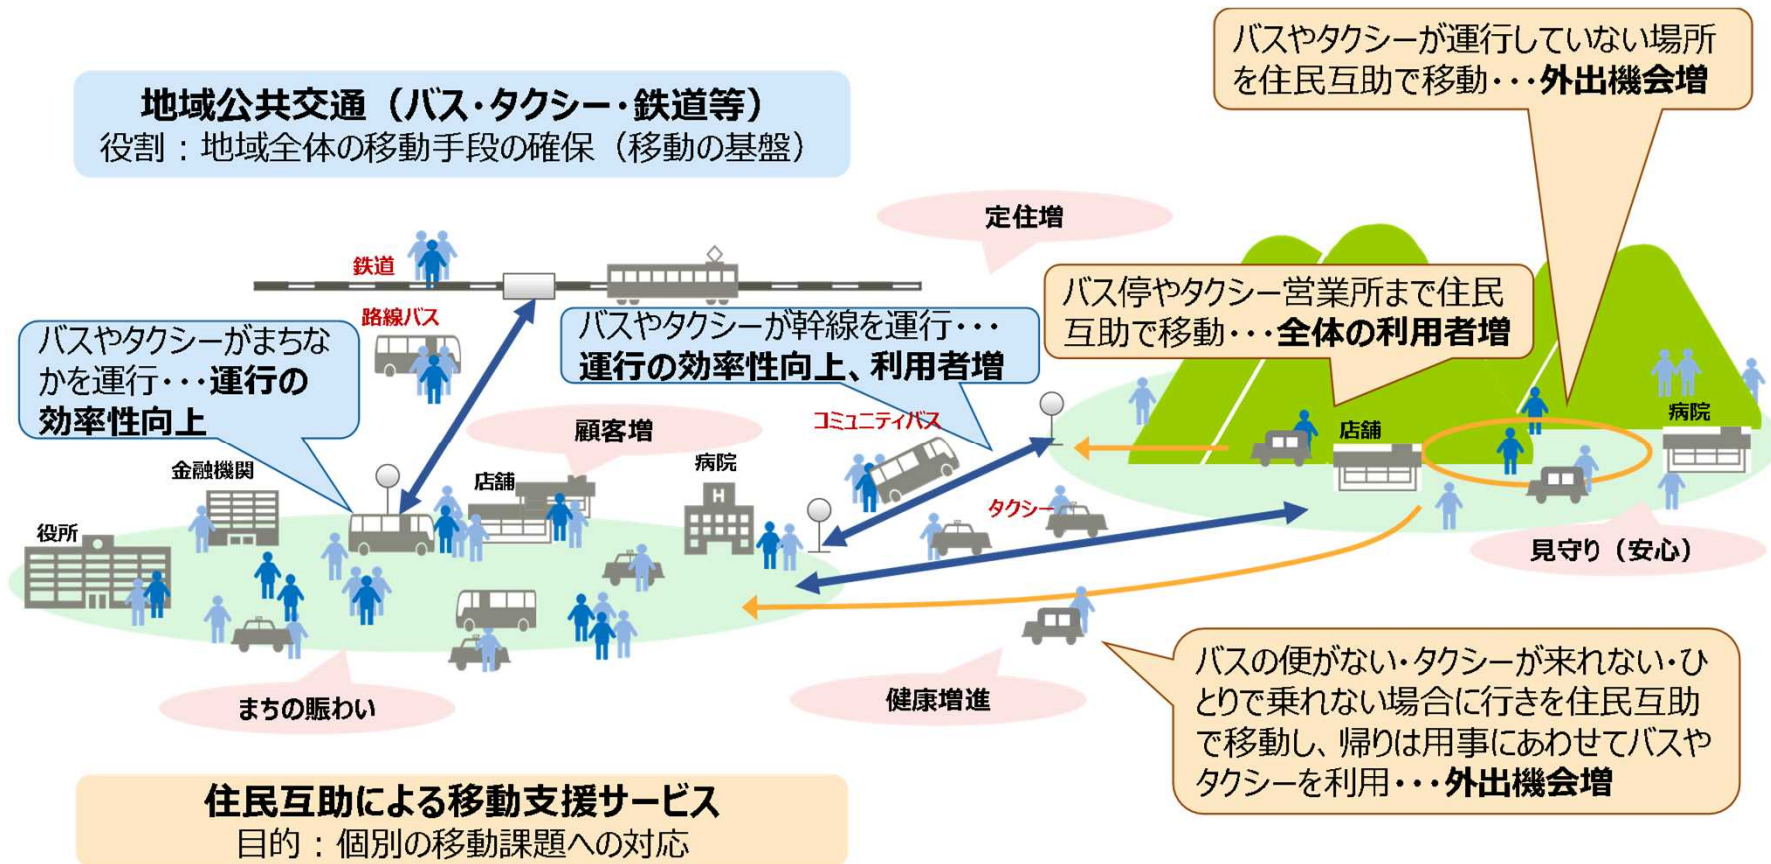 バスやタクシーが運行していない場所
を住民互助で移動・・・外出機会増
地域公共交通（バス・タクシー・鉄道等）
役割：地域全体の移動手段の確保（移動の基盤）
定住増
鉄道
路線バス
バスやタクシーがまちな
かを運行・・・運行の
効率性向上
バスやタクシーが幹線を運行・・・
運行の効率性向上、利用者増
バス停やタクシー営業所まで住民
互助で移動・・・全体の利用者増
顧客増
コミュニティバス
店舗
病院
金融機関
店舗
病院
H
役所
タクシー
見守り（安心）
まちの賑わい
健康増進
バスの便がない・タクシーが来れない・ひ
とりで乗れない場合に行きを住民互助
で移動し、帰りは用事にあわせてバスや
タクシーを利用・・・外出機会増
住民互助による移動支援サービス
目的：個別の移動課題への対応